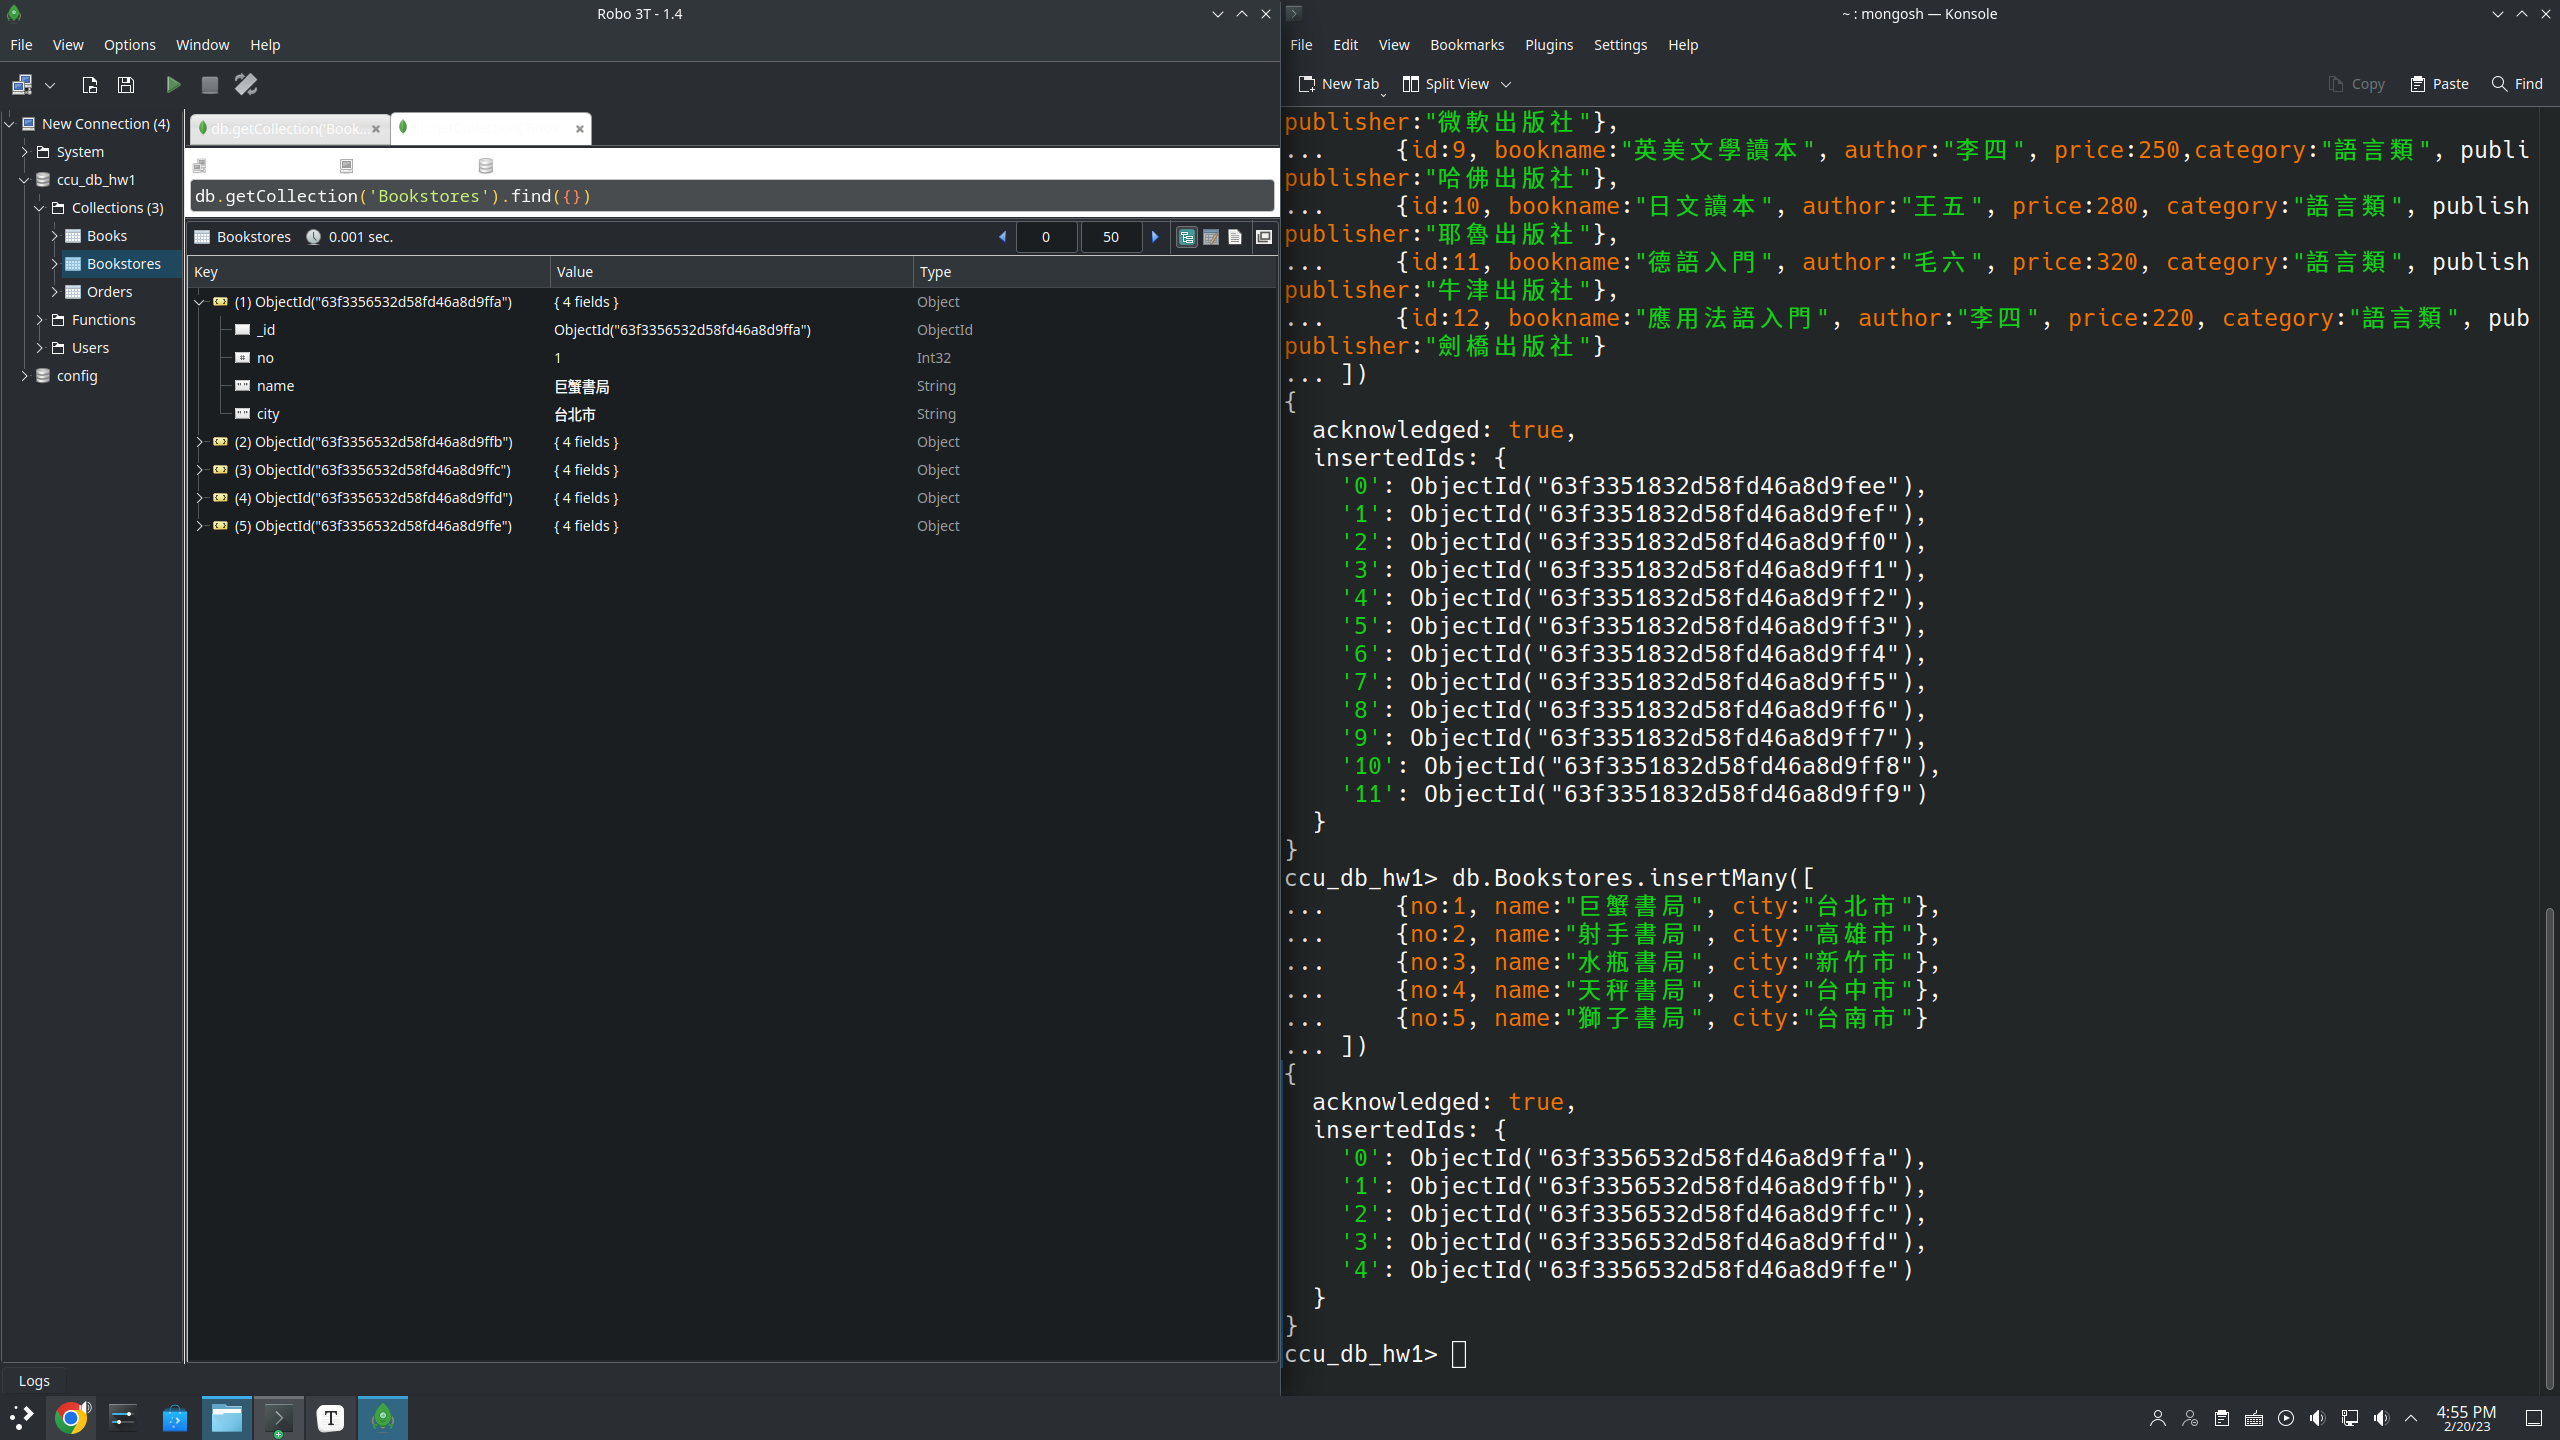 Robo 3T - 1.4
File View Options Window Help
New Connection (4)
System
ccu_db_hw1
Collections (3)
Books
Bookstores
Orders
Functions
Users
config
db.getCollection('Book...
db.getCollection('Bookstores').find({})
Bookstores 0.001 sec.
0 50
Key Value Type
(1) ObjectId("63f3356532d58fd46a8d9ffa") { 4 fields } Object
_id ObjectId("63f3356532d58fd46a8d9ffa") ObjectId
no 1 Int32
name 巨蟹書局 String
city 台北市 String
(2) ObjectId("63f3356532d58fd46a8d9ffb") { 4 fields } Object
(3) ObjectId("63f3356532d58fd46a8d9ffc") { 4 fields } Object
(4) ObjectId("63f3356532d58fd46a8d9ffd") { 4 fields } Object
(5) ObjectId("63f3356532d58fd46a8d9ffe") { 4 fields } Object
Logs
~ : mongosh — Konsole
File Edit View Bookmarks Plugins Settings Help
New Tab Split View Copy Paste Find
publisher:"微軟出版社"},
...     {id:9, bookname:"英美文學讀本", author:"李四", price:250,category:"語言類", publi
publisher:"哈佛出版社"},
...     {id:10, bookname:"日文讀本", author:"王五", price:280, category:"語言類", publish
publisher:"耶魯出版社"},
...     {id:11, bookname:"德語入門", author:"毛六", price:320, category:"語言類", publish
publisher:"牛津出版社"},
...     {id:12, bookname:"應用法語入門", author:"李四", price:220, category:"語言類", pub
publisher:"劍橋出版社"}
... ])
{
  acknowledged: true,
  insertedIds: {
    '0': ObjectId("63f3351832d58fd46a8d9fee"),
    '1': ObjectId("63f3351832d58fd46a8d9fef"),
    '2': ObjectId("63f3351832d58fd46a8d9ff0"),
    '3': ObjectId("63f3351832d58fd46a8d9ff1"),
    '4': ObjectId("63f3351832d58fd46a8d9ff2"),
    '5': ObjectId("63f3351832d58fd46a8d9ff3"),
    '6': ObjectId("63f3351832d58fd46a8d9ff4"),
    '7': ObjectId("63f3351832d58fd46a8d9ff5"),
    '8': ObjectId("63f3351832d58fd46a8d9ff6"),
    '9': ObjectId("63f3351832d58fd46a8d9ff7"),
    '10': ObjectId("63f3351832d58fd46a8d9ff8"),
    '11': ObjectId("63f3351832d58fd46a8d9ff9")
  }
}
ccu_db_hw1> db.Bookstores.insertMany([
...     {no:1, name:"巨蟹書局", city:"台北市"},
...     {no:2, name:"射手書局", city:"高雄市"},
...     {no:3, name:"水瓶書局", city:"新竹市"},
...     {no:4, name:"天秤書局", city:"台中市"},
...     {no:5, name:"獅子書局", city:"台南市"}
... ])
{
  acknowledged: true,
  insertedIds: {
    '0': ObjectId("63f3356532d58fd46a8d9ffa"),
    '1': ObjectId("63f3356532d58fd46a8d9ffb"),
    '2': ObjectId("63f3356532d58fd46a8d9ffc"),
    '3': ObjectId("63f3356532d58fd46a8d9ffd"),
    '4': ObjectId("63f3356532d58fd46a8d9ffe")
  }
}
ccu_db_hw1>
T
4:55 PM
2/20/23